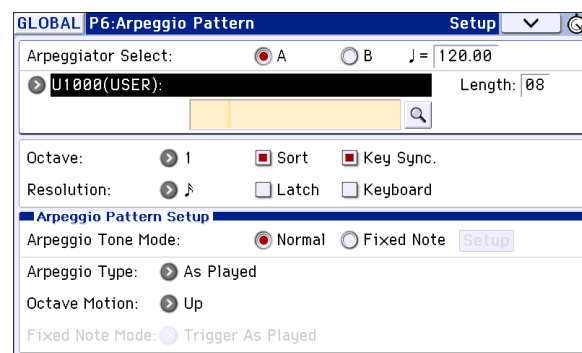 GLOBAL P6:Arpeggio Pattern Setup
Arpeggiator Select: A B ♩= 120.00
U1000(USER): Length: 08
Octave: 1 Sort Key Sync.
Resolution: 𝅘𝅥𝅯 Latch Keyboard
Arpeggio Pattern Setup
Arpeggio Tone Mode: Normal Fixed Note Setup
Arpeggio Type: As Played
Octave Motion: Up
Fixed Note Mode: Trigger As Played